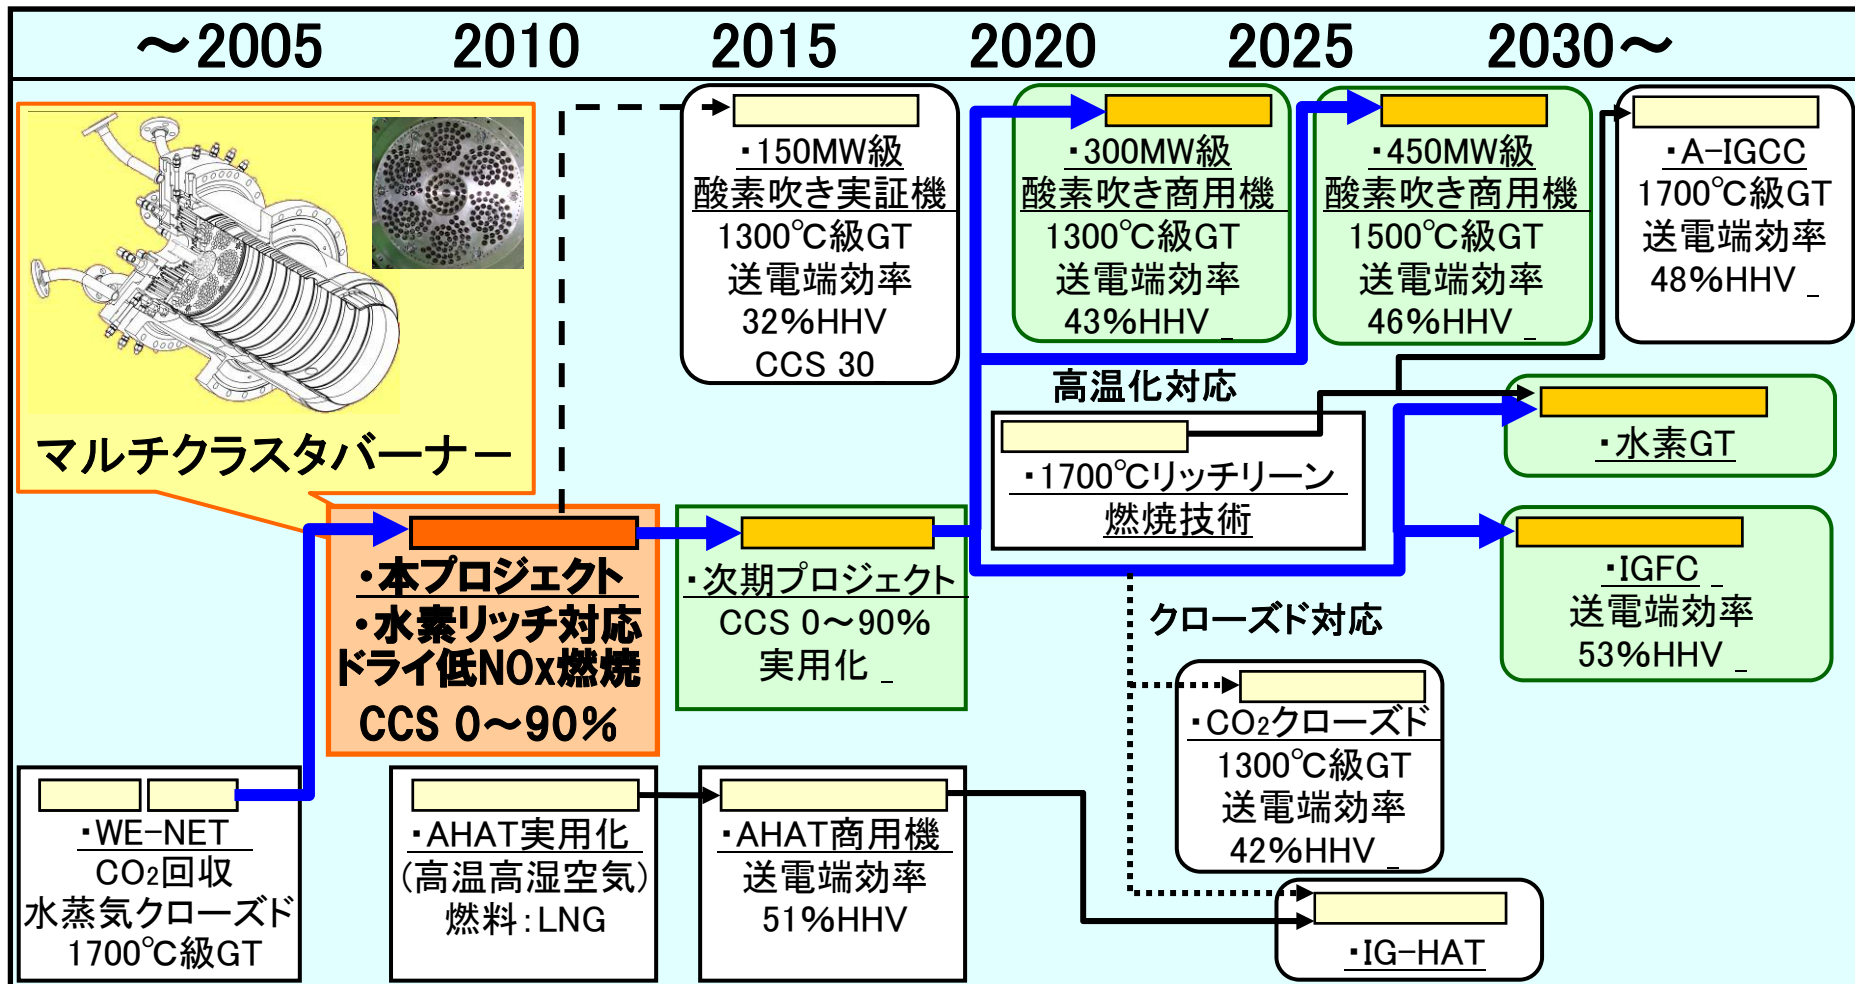 ～2005 2010 2015 2020 2025 2030～
・150MW級
酸素吹き実証機
1300℃級GT
送電端効率
32%HHV
CCS 30
・300MW級
酸素吹き商用機
1300℃級GT
送電端効率
43%HHV _
・450MW級
酸素吹き商用機
1500℃級GT
送電端効率
46%HHV _
・A-IGCC
1700℃級GT
送電端効率
48%HHV _
マルチクラスタバーナー
高温化対応
・1700℃リッチリーン
燃焼技術
・水素GT
・本プロジェクト
・水素リッチ対応
ドライ低NOx燃焼
CCS 0～90%
・次期プロジェクト
CCS 0～90%
実用化 _
・IGFC _
送電端効率
53%HHV _
クローズド対応
・CO₂クローズド
1300℃級GT
送電端効率
42%HHV _
・WE-NET
CO₂回収
水蒸気クローズド
1700℃級GT
・AHAT実用化
(高温高湿空気)
燃料：LNG
・AHAT商用機
送電端効率
51%HHV
・IG-HAT